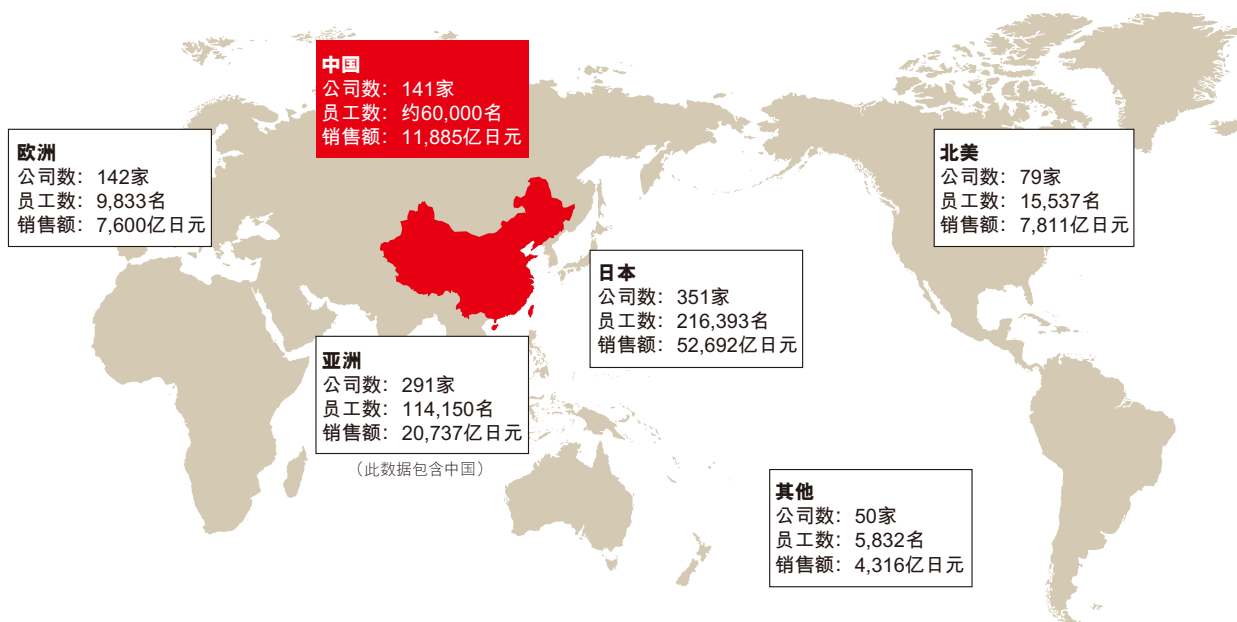 中国
公司数：141家
员工数：约60,000名
销售额：11,885亿日元
欧洲
公司数：142家
员工数：9,833名
销售额：7,600亿日元
北美
公司数：79家
员工数：15,537名
销售额：7,811亿日元
日本
公司数：351家
员工数：216,393名
销售额：52,692亿日元
亚洲
公司数：291家
员工数：114,150名
销售额：20,737亿日元
（此数据包含中国）
其他
公司数：50家
员工数：5,832名
销售额：4,316亿日元